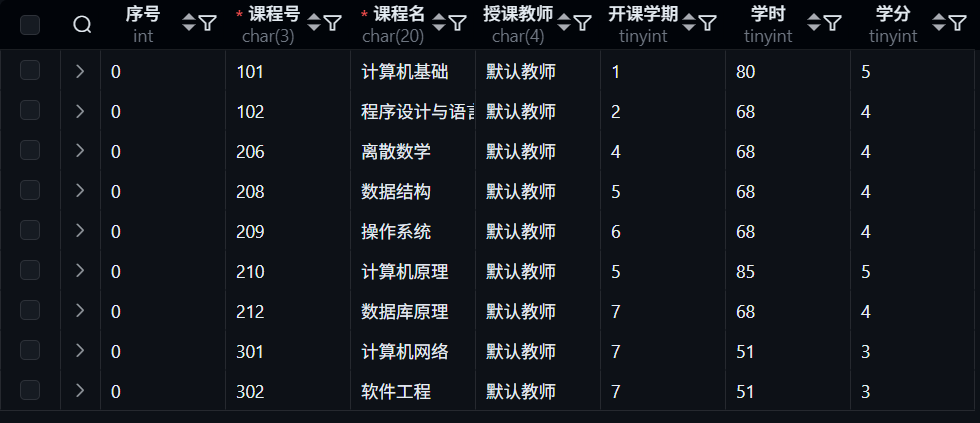 序号 * 课程号 * 课程名 授课教师 开课学期 学时 学分
int char(3) char(20) char(4) tinyint tinyint tinyint
0 101 计算机基础 默认教师 1 80 5
0 102 程序设计与语言 默认教师 2 68 4
0 206 离散数学 默认教师 4 68 4
0 208 数据结构 默认教师 5 68 4
0 209 操作系统 默认教师 6 68 4
0 210 计算机原理 默认教师 5 85 5
0 212 数据库原理 默认教师 7 68 4
0 301 计算机网络 默认教师 7 51 3
0 302 软件工程 默认教师 7 51 3